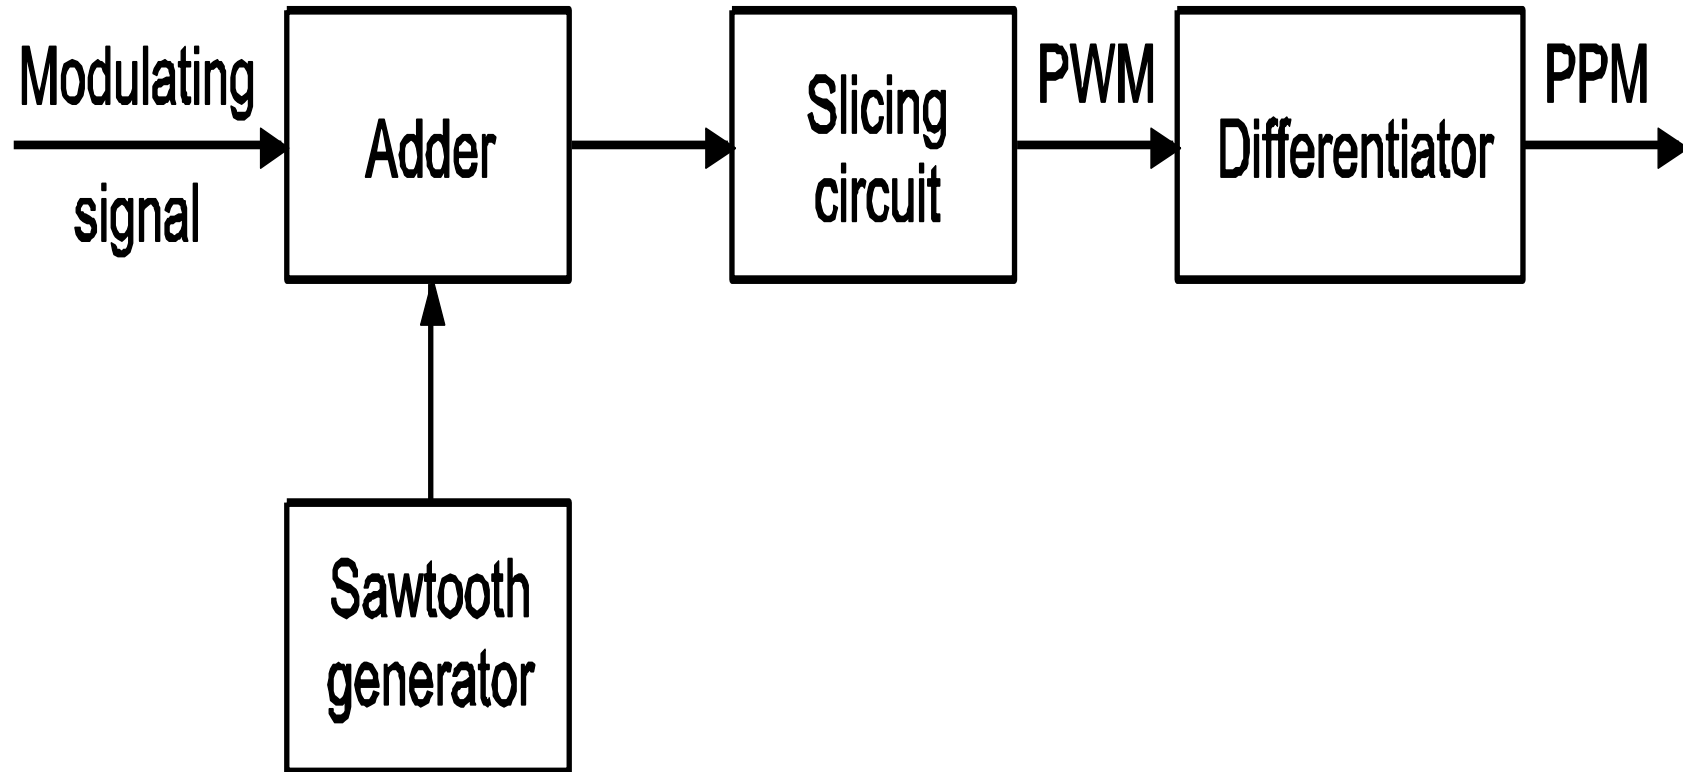 Modulating
signal
Adder
Slicing
circuit
PWM
Differentiator
PPM
Sawtooth
generator